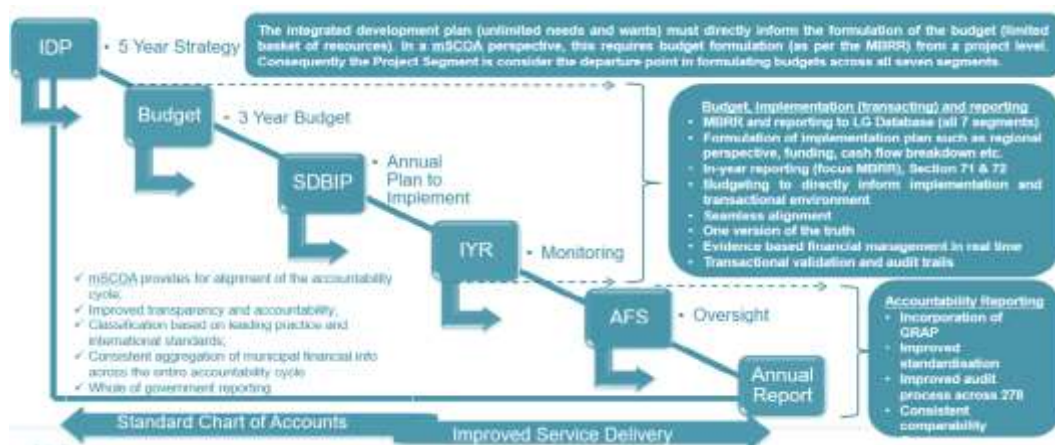 IDP
• 5 Year Strategy
The integrated development plan (unlimited needs and wants) must directly inform the formulation of the budget (limited
basket of resources). In a mSCOA perspective, this requires budget formulation (as per the MBRR) from a project level.
Consequently the Project Segment is consider the departure point in formulating budgets across all seven segments.
Budget
• 3 Year Budget
SDBIP
• Annual
Plan to
Implement
IYR
• Monitoring
AFS
• Oversight
Annual
Report
Budget, Implementation (transacting) and reporting
• MBRR and reporting to LG Database (all 7 segments)
• Formulation of implementation plan such as regional
perspective, funding, cash flow breakdown etc.
• In-year reporting (focus MBRR), Section 71 & 72
• Budgeting to directly inform implementation and
transactional environment
• Seamless alignment
• One version of the truth
• Evidence based financial management in real time
• Transactional validation and audit trails
✓ mSCOA provides for alignment of the accountability
cycle;
✓ Improved transparency and accountability;
✓ Classification based on leading practice and
international standards;
✓ Consistent aggregation of municipal financial info
across the entire accountability cycle
✓ Whole of government reporting
Accountability Reporting
• Incorporation of
GRAP
• Improved
standardisation
• Improved audit
process across 278
• Consistent
comparability
Standard Chart of Accounts
Improved Service Delivery